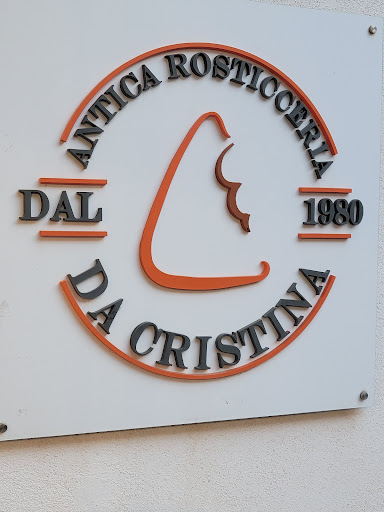 ANTICA ROSTICCERIA
DAL 1980
DA CRISTINA